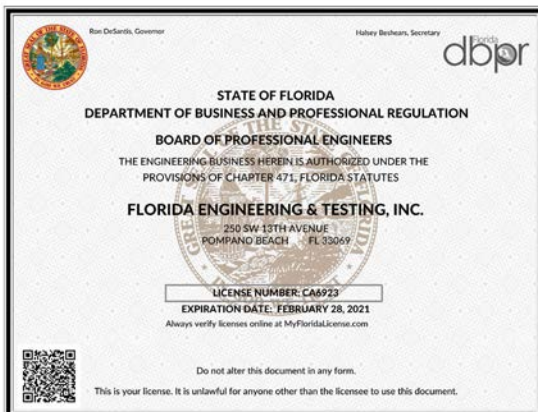 Ron DeSantis, Governor
Halsey Beshears, Secretary
Florida
dbpr
STATE OF FLORIDA
DEPARTMENT OF BUSINESS AND PROFESSIONAL REGULATION
BOARD OF PROFESSIONAL ENGINEERS
THE ENGINEERING BUSINESS HEREIN IS AUTHORIZED UNDER THE
PROVISIONS OF CHAPTER 471, FLORIDA STATUTES
FLORIDA ENGINEERING & TESTING, INC.
250 SW 13TH AVENUE
POMPANO BEACH FL 33069
LICENSE NUMBER: CA6923
EXPIRATION DATE: FEBRUARY 28, 2021
Always verify licenses online at MyFloridaLicense.com
Do not alter this document in any form.
This is your license. It is unlawful for anyone other than the licensee to use this document.